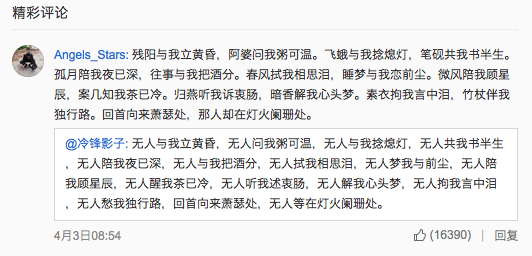 精彩评论
Angels_Stars: 残阳与我立黄昏，阿婆问我粥可温。飞蛾与我捻熄灯，笔砚共我书半生。
孤月陪我夜已深，往事与我把酒分。春风拭我相思泪，睡梦与我恋前尘。微风陪我顾星
辰，案几知我茶已冷。归燕听我诉衷肠，暗香解我心头梦。素衣拘我言中泪，竹杖伴我
独行路。回首向来萧瑟处，那人却在灯火阑珊处。
@冷锋影子: 无人与我立黄昏，无人问我粥可温，无人与我捻熄灯，无人共我书半生
，无人陪我夜已深，无人与我把酒分，无人拭我相思泪，无人梦我与前尘，无人陪
我顾星辰，无人醒我茶已冷，无人听我述衷肠，无人解我心头梦，无人拘我言中泪
，无人愁我独行路，回首向来萧瑟处，无人等在灯火阑珊处。
4月3日08:54 (16390) | 回复